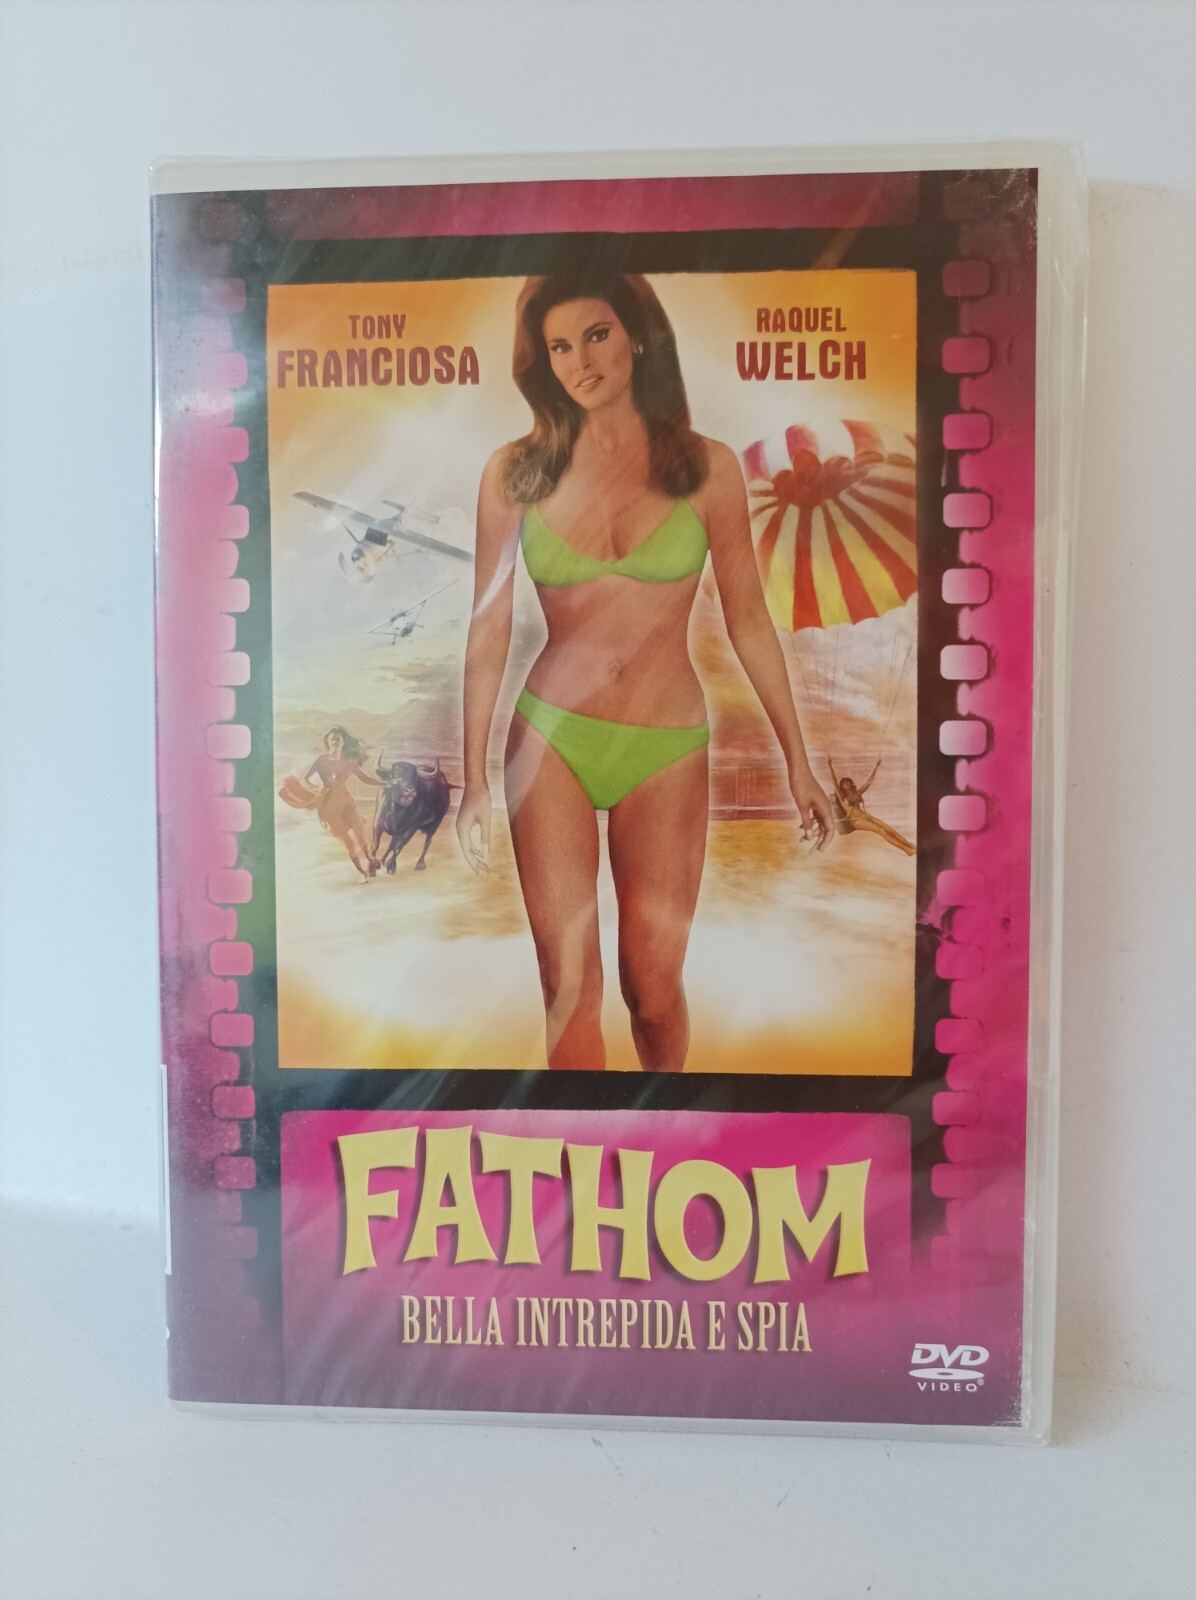 TONY
FRANCIOSA
RAQUEL
WELCH
FATHOM
BELLA INTREPIDA E SPIA
DVD
VIDEO®